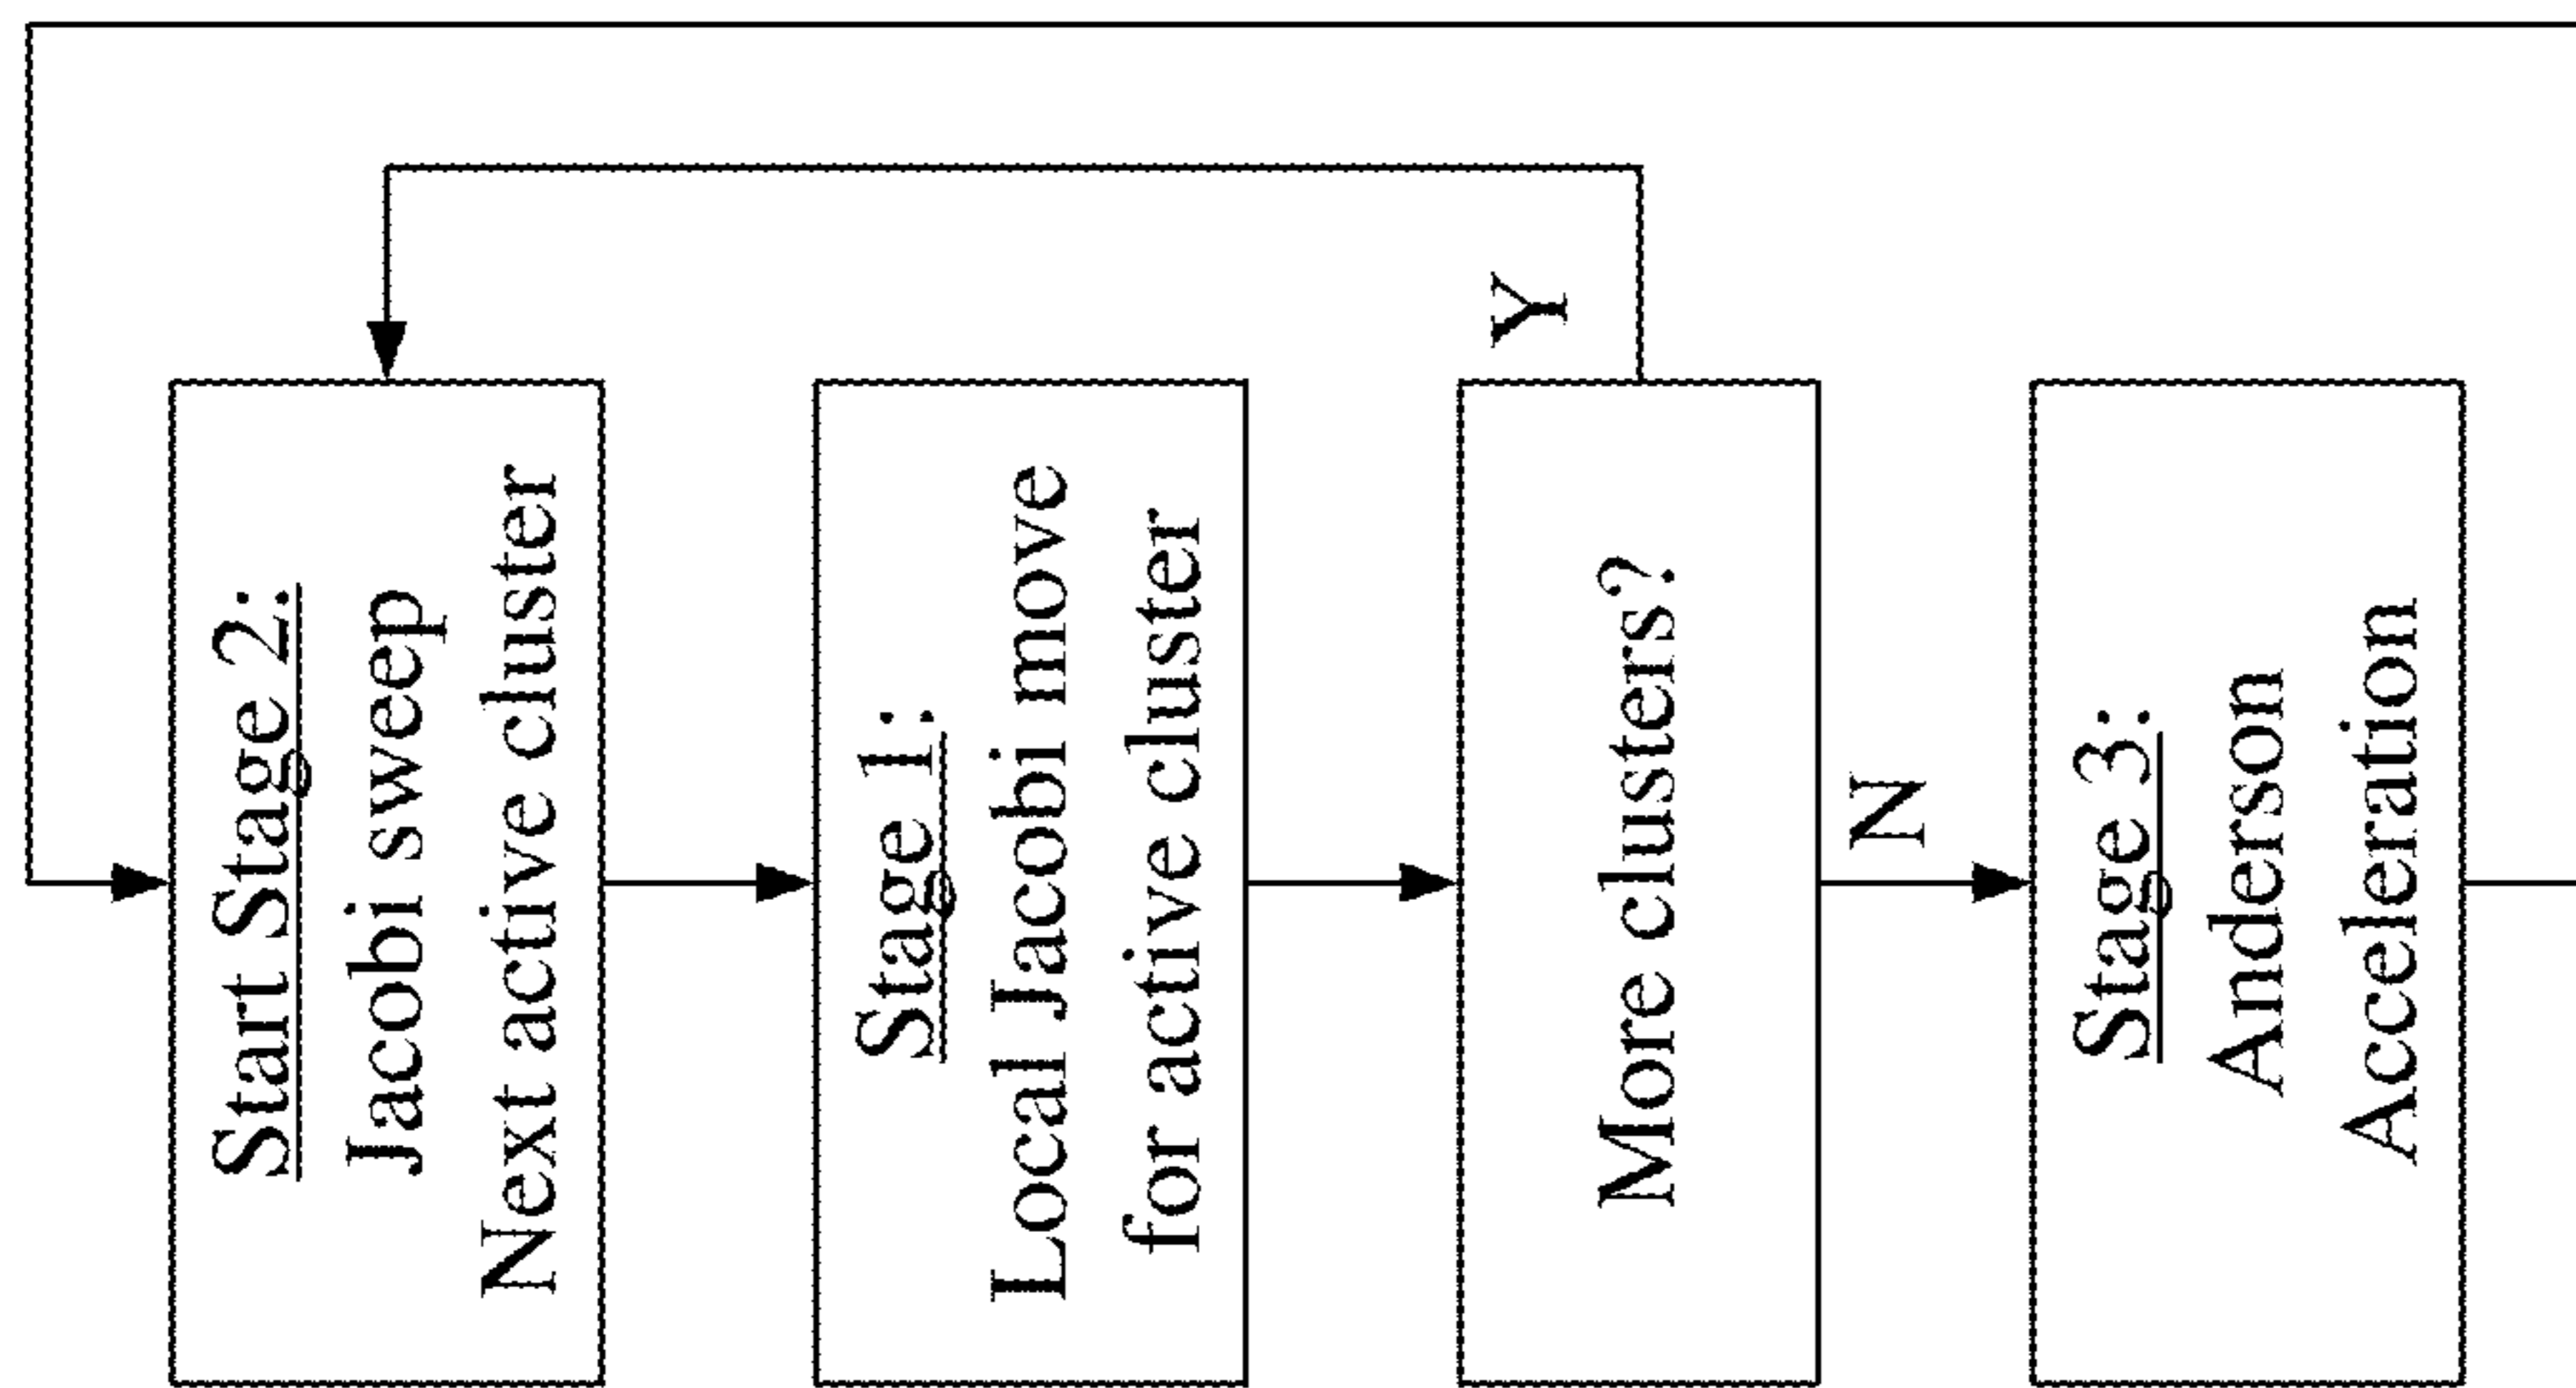 Start Stage 2:
Jacobi sweep
Next active cluster
Stage 1:
Local Jacobi move
for active cluster
More clusters?
Y
N
Stage 3:
Anderson
Acceleration